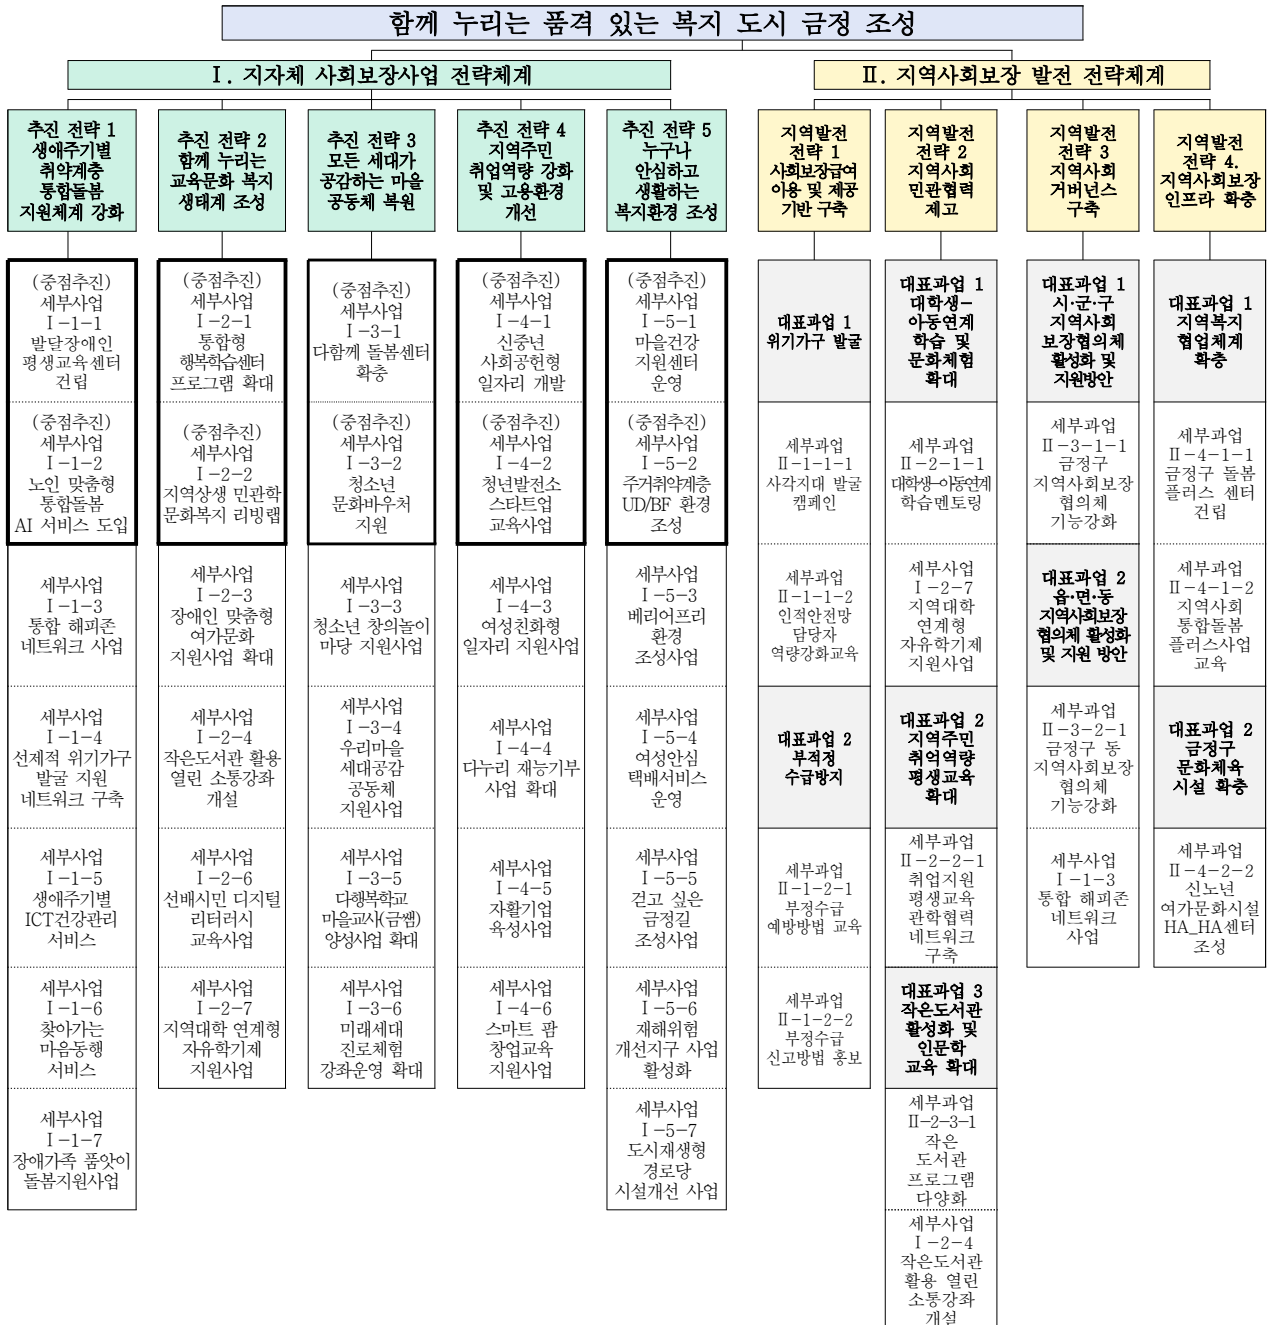 함께 누리는 품격 있는 복지 도시 금정 조성
Ⅰ. 지자체 사회보장사업 전략체계
Ⅱ. 지역사회보장 발전 전략체계
추진 전략 1
생애주기별
취약계층
통합돌봄
지원체계 강화
추진 전략 2
함께 누리는
교육문화 복지
생태계 조성
추진 전략 3
모든 세대가
공감하는 마을
공동체 복원
추진 전략 4
지역주민
취업역량 강화
및 고용환경
개선
추진 전략 5
누구나
안심하고
생활하는
복지환경 조성
지역발전
전략 1
사회보장급여
이용 및 제공
기반 구축
지역발전
전략 2
지역사회
민관협력
제고
지역발전
전략 3
지역사회
거버넌스
구축
지역발전
전략 4.
지역사회보장
인프라 확충
(중점추진)
세부사업
Ⅰ-1-1
발달장애인
평생교육센터
건립
(중점추진)
세부사업
Ⅰ-1-2
노인 맞춤형
통합돌봄
AI 서비스 도입
세부사업
Ⅰ-1-3
통합 해피존
네트워크 사업
세부사업
Ⅰ-1-4
선제적 위기가구
발굴 지원
네트워크 구축
세부사업
Ⅰ-1-5
생애주기별
ICT건강관리
서비스
세부사업
Ⅰ-1-6
찾아가는
마음동행
서비스
세부사업
Ⅰ-1-7
장애가족 품앗이
돌봄지원사업
(중점추진)
세부사업
Ⅰ-2-1
통합형
행복학습센터
프로그램 확대
(중점추진)
세부사업
Ⅰ-2-2
지역상생 민관학
문화복지 리빙랩
세부사업
Ⅰ-2-3
장애인 맞춤형
여가문화
지원사업 확대
세부사업
Ⅰ-2-4
작은도서관 활용
열린 소통강좌
개설
세부사업
Ⅰ-2-6
선배시민 디지털
리터러시
교육사업
세부사업
Ⅰ-2-7
지역대학 연계형
자유학기제
지원사업
(중점추진)
세부사업
Ⅰ-3-1
다함께 돌봄센터
확충
(중점추진)
세부사업
Ⅰ-3-2
청소년
문화바우처
지원
세부사업
Ⅰ-3-3
청소년 창의놀이
마당 지원사업
세부사업
Ⅰ-3-4
우리마을
세대공감
공동체
지원사업
세부사업
Ⅰ-3-5
다행복학교
마을교사(금쌤)
양성사업 확대
세부사업
Ⅰ-3-6
미래세대
진로체험
강좌운영 확대
(중점추진)
세부사업
Ⅰ-4-1
신중년
사회공헌형
일자리 개발
(중점추진)
세부사업
Ⅰ-4-2
청년발전소
스타트업
교육사업
세부사업
Ⅰ-4-3
여성친화형
일자리 지원사업
세부사업
Ⅰ-4-4
다누리 재능기부
사업 확대
세부사업
Ⅰ-4-5
자활기업
육성사업
세부사업
Ⅰ-4-6
스마트 팜
창업교육
지원사업
(중점추진)
세부사업
Ⅰ-5-1
마을건강
지원센터
운영
(중점추진)
세부사업
Ⅰ-5-2
주거취약계층
UD/BF 환경
조성
세부사업
Ⅰ-5-3
베리어프리
환경
조성사업
세부사업
Ⅰ-5-4
여성안심
택배서비스
운영
세부사업
Ⅰ-5-5
걷고 싶은
금정길
조성사업
세부사업
Ⅰ-5-6
재해위험
개선지구 사업
활성화
세부사업
Ⅰ-5-7
도시재생형
경로당
시설개선 사업
대표과업 1
위기가구 발굴
세부과업
Ⅱ-1-1-1
사각지대 발굴
캠페인
세부과업
Ⅱ-1-1-2
인적안전망
담당자
역량강화교육
대표과업 2
부적정
수급방지
세부과업
Ⅱ-1-2-1
부정수급
예방방법 교육
세부과업
Ⅱ-1-2-2
부정수급
신고방법 홍보
대표과업 1
대학생-
아동연계
학습 및
문화체험
확대
세부과업
Ⅱ-2-1-1
대학생-아동연계
학습멘토링
세부사업
Ⅰ-2-7
지역대학
연계형
자유학기제
지원사업
대표과업 2
지역주민
취억역량
평생교육
확대
세부과업
Ⅱ-2-2-1
취업지원
평생교육
관학협력
네트워크
구축
대표과업 3
작은도서관
활성화 및
인문학
교육 확대
세부과업
Ⅱ-2-3-1
작은
도서관
프로그램
다양화
세부사업
Ⅰ-2-4
작은도서관
활용 열린
소통강좌
개설
대표과업 1
시·군·구
지역사회
보장협의체
활성화 및
지원방안
세부과업
Ⅱ-3-1-1
금정구
지역사회보장
협의체
기능강화
대표과업 2
읍·면·동
지역사회보장
협의체 활성화
및 지원 방안
세부과업
Ⅱ-3-2-1
금정구 동
지역사회보장
협의체
기능강화
세부사업
Ⅰ-1-3
통합 해피존
네트워크
사업
대표과업 1
지역복지
협업체계
확충
세부과업
Ⅱ-4-1-1
금정구 돌봄
플러스 센터
건립
세부과업
Ⅱ-4-1-2
지역사회
통합돌봄
플러스사업
교육
대표과업 2
금정구
문화체육
시설 확충
세부과업
Ⅱ-4-2-2
신노년
여가문화시설
HA_HA센터
조성